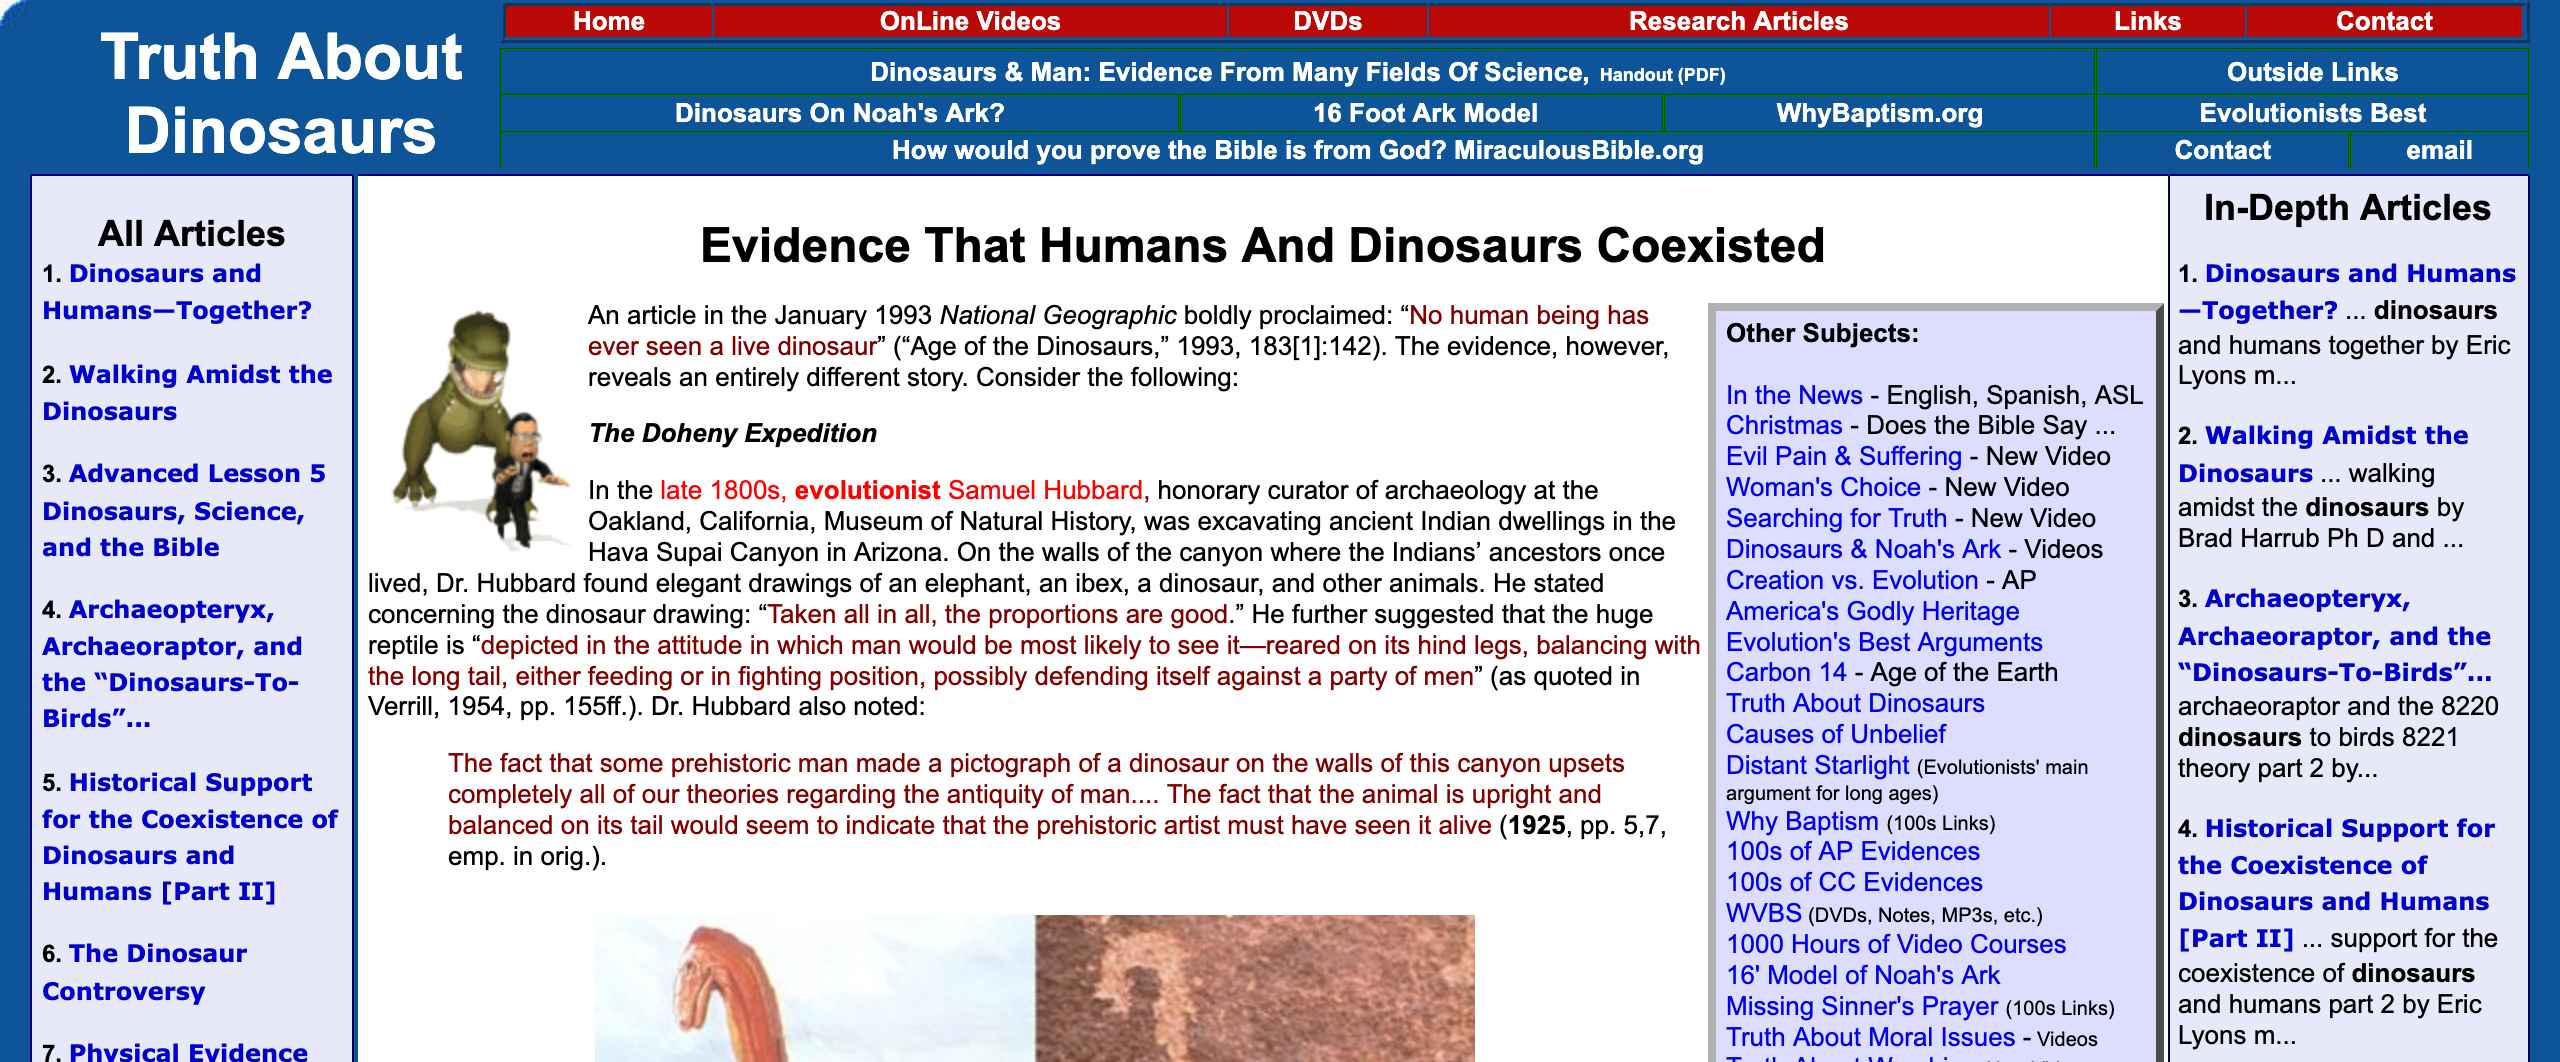 Truth About
Dinosaurs
Home OnLine Videos DVDs Research Articles Links Contact
Dinosaurs & Man: Evidence From Many Fields Of Science, Handout (PDF) Outside Links
Dinosaurs On Noah's Ark? 16 Foot Ark Model WhyBaptism.org Evolutionists Best
How would you prove the Bible is from God? MiraculousBible.org Contact email
All Articles
1. Dinosaurs and
Humans—Together?
2. Walking Amidst the
Dinosaurs
3. Advanced Lesson 5
Dinosaurs, Science,
and the Bible
4. Archaeopteryx,
Archaeoraptor, and
the “Dinosaurs-To-
Birds”...
5. Historical Support
for the Coexistence of
Dinosaurs and
Humans [Part II]
6. The Dinosaur
Controversy
7. Physical Evidence
Evidence That Humans And Dinosaurs Coexisted
An article in the January 1993 National Geographic boldly proclaimed: “No human being has
ever seen a live dinosaur” (“Age of the Dinosaurs,” 1993, 183[1]:142). The evidence, however,
reveals an entirely different story. Consider the following:
The Doheny Expedition
In the late 1800s, evolutionist Samuel Hubbard, honorary curator of archaeology at the
Oakland, California, Museum of Natural History, was excavating ancient Indian dwellings in the
Hava Supai Canyon in Arizona. On the walls of the canyon where the Indians’ ancestors once
lived, Dr. Hubbard found elegant drawings of an elephant, an ibex, a dinosaur, and other animals. He stated
concerning the dinosaur drawing: “Taken all in all, the proportions are good.” He further suggested that the huge
reptile is “depicted in the attitude in which man would be most likely to see it—reared on its hind legs, balancing with
the long tail, either feeding or in fighting position, possibly defending itself against a party of men” (as quoted in
Verrill, 1954, pp. 155ff.). Dr. Hubbard also noted:
The fact that some prehistoric man made a pictograph of a dinosaur on the walls of this canyon upsets
completely all of our theories regarding the antiquity of man.... The fact that the animal is upright and
balanced on its tail would seem to indicate that the prehistoric artist must have seen it alive (1925, pp. 5,7,
emp. in orig.).
Other Subjects:
In the News - English, Spanish, ASL
Christmas - Does the Bible Say ...
Evil Pain & Suffering - New Video
Woman's Choice - New Video
Searching for Truth - New Video
Dinosaurs & Noah's Ark - Videos
Creation vs. Evolution - AP
America's Godly Heritage
Evolution's Best Arguments
Carbon 14 - Age of the Earth
Truth About Dinosaurs
Causes of Unbelief
Distant Starlight (Evolutionists' main
argument for long ages)
Why Baptism (100s Links)
100s of AP Evidences
100s of CC Evidences
WVBS (DVDs, Notes, MP3s, etc.)
1000 Hours of Video Courses
16' Model of Noah's Ark
Missing Sinner's Prayer (100s Links)
Truth About Moral Issues - Videos
In-Depth Articles
1. Dinosaurs and Humans
—Together? ... dinosaurs
and humans together by Eric
Lyons m...
2. Walking Amidst the
Dinosaurs ... walking
amidst the dinosaurs by
Brad Harrub Ph D and ...
3. Archaeopteryx,
Archaeoraptor, and the
“Dinosaurs-To-Birds”...
archaeoraptor and the 8220
dinosaurs to birds 8221
theory part 2 by...
4. Historical Support for
the Coexistence of
Dinosaurs and Humans
[Part II] ... support for the
coexistence of dinosaurs
and humans part 2 by Eric
Lyons m...